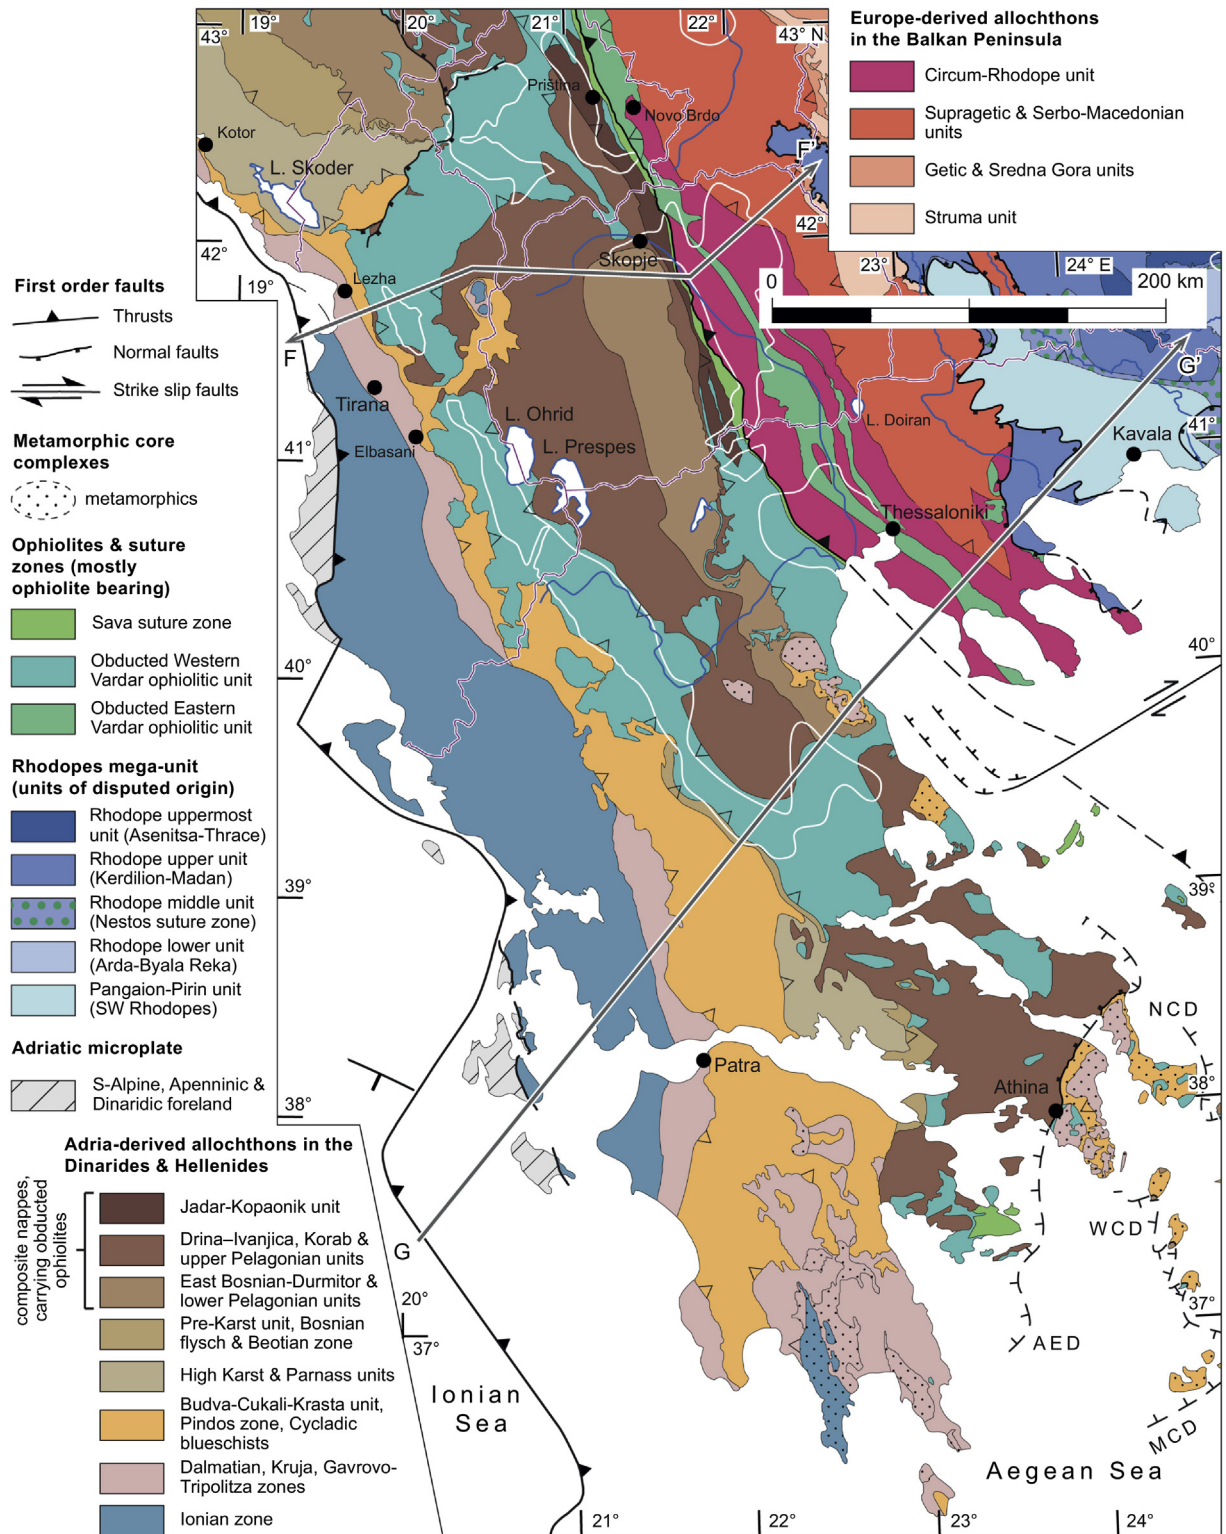 19°
20°
21°
22°
43°
43° N
Europe-derived allochthons
in the Balkan Peninsula
Circum-Rhodope unit
Supragetic & Serbo-Macedonian
units
Getic & Sredna Gora units
Struma unit
Priština
Novo Brdo
Kotor
L. Skoder
F'
42°
42°
Skopje
23°
24° E
19°
Lezha
0
200 km
First order faults
Thrusts
Normal faults
Strike slip faults
F
G'
Tirana
L. Ohrid
L. Doiran
Elbasani
L. Prespes
Kavala
41°
41°
Metamorphic core
complexes
metamorphics
Thessaloniki
Ophiolites & suture
zones (mostly
ophiolite bearing)
Sava suture zone
Obducted Western
Vardar ophiolitic unit
Obducted Eastern
Vardar ophiolitic unit
40°
40°
Rhodopes mega-unit
(units of disputed origin)
Rhodope uppermost
unit (Asenitsa-Thrace)
Rhodope upper unit
(Kerdilion-Madan)
Rhodope middle unit
(Nestos suture zone)
Rhodope lower unit
(Arda-Byala Reka)
Pangaion-Pirin unit
(SW Rhodopes)
39°
39°
NCD
Adriatic microplate
S-Alpine, Apenninic &
Dinaridic foreland
38°
38°
Patra
Athina
Adria-derived allochthons in the
Dinarides & Hellenides
composite nappes,
carrying obducted
ophiolites
Jadar-Kopaonik unit
Drina–Ivanjica, Korab &
upper Pelagonian units
East Bosnian-Durmitor &
lower Pelagonian units
Pre-Karst unit, Bosnian
flysch & Beotian zone
High Karst & Parnass units
Budva-Cukali-Krasta unit,
Pindos zone, Cycladic
blueschists
Dalmatian, Kruja, Gavrovo-
Tripolitza zones
Ionian zone
G
WCD
20°
37°
37°
AED
MCD
Ionian
Sea
Aegean Sea
21°
22°
23°
24°